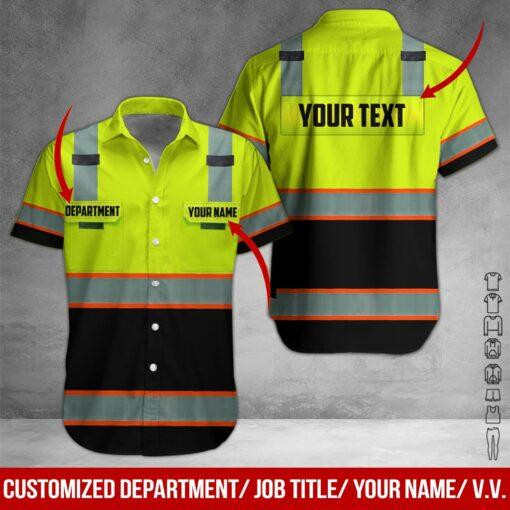 YOUR TEXT
DEPARTMENT
YOUR NAME
CUSTOMIZED DEPARTMENT/ JOB TITLE/ YOUR NAME/ V.V.